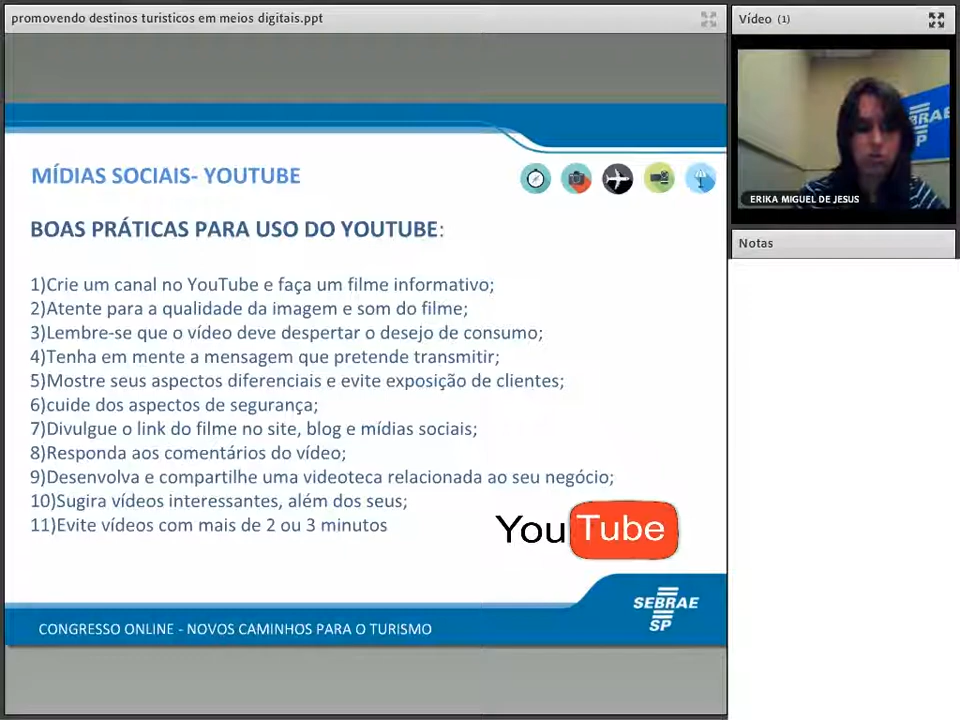 promovendo destinos turisticos em meios digitais.ppt
Vídeo (1)
MÍDIAS SOCIAIS- YOUTUBE
BOAS PRÁTICAS PARA USO DO YOUTUBE:
1)Crie um canal no YouTube e faça um filme informativo;
2)Atente para a qualidade da imagem e som do filme;
3)Lembre-se que o vídeo deve despertar o desejo de consumo;
4)Tenha em mente a mensagem que pretende transmitir;
5)Mostre seus aspectos diferenciais e evite exposição de clientes;
6)cuide dos aspectos de segurança;
7)Divulgue o link do filme no site, blog e mídias sociais;
8)Responda aos comentários do vídeo;
9)Desenvolva e compartilhe uma videoteca relacionada ao seu negócio;
10)Sugira vídeos interessantes, além dos seus;
11)Evite vídeos com mais de 2 ou 3 minutos
YouTube
SEBRAE
SP
CONGRESSO ONLINE - NOVOS CAMINHOS PARA O TURISMO
BRAE
SP
ERIKA MIGUEL DE JESUS
Notas